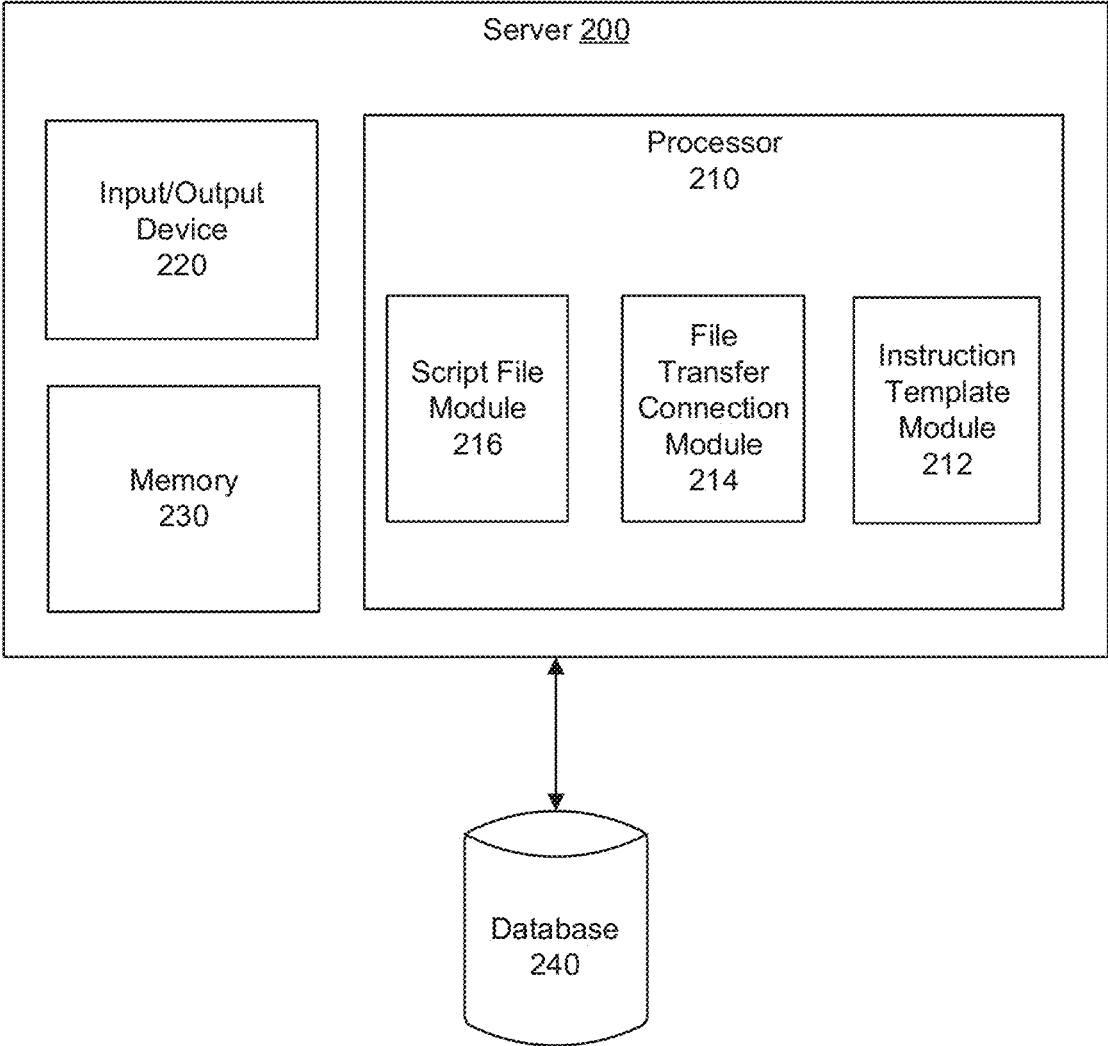 Server 200
Input/Output
Device
220
Memory
230
Processor
210
Script File
Module
216
File
Transfer
Connection
Module
214
Instruction
Template
Module
212
Database
240